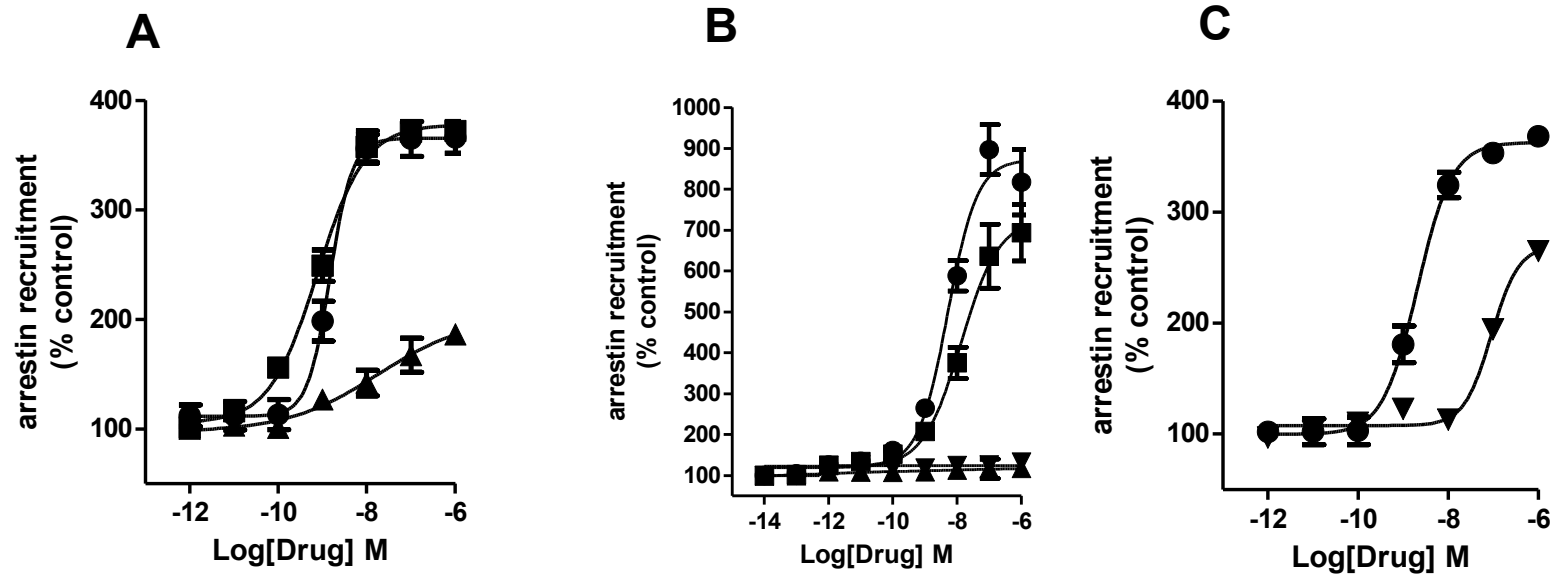 A
400
300
200
100
arrestin recruitment
(% control)
-12
-10
-8
-6
Log[Drug] M
B
1000
900
800
700
600
500
400
300
200
100
arrestin recruitment
(% control)
-14
-12
-10
-8
-6
Log[Drug] M
C
400
300
200
100
arrestin recruitment
(% control)
-12
-10
-8
-6
Log[Drug] M